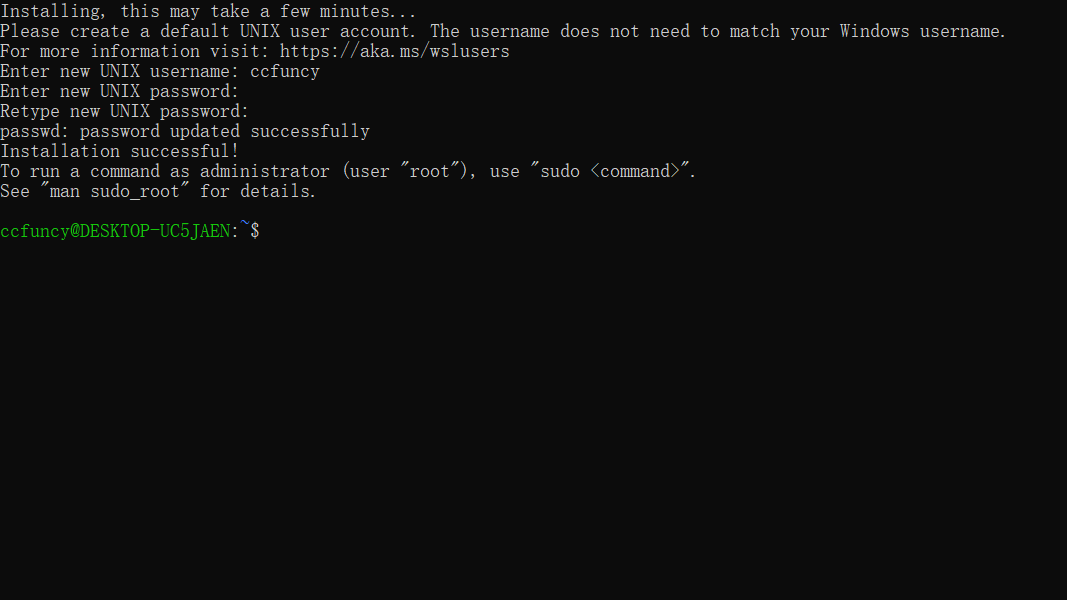 Installing, this may take a few minutes...
Please create a default UNIX user account. The username does not need to match your Windows username.
For more information visit: https://aka.ms/wslusers
Enter new UNIX username: ccfuncy
Enter new UNIX password:
Retype new UNIX password:
passwd: password updated successfully
Installation successful!
To run a command as administrator (user "root"), use "sudo <command>".
See "man sudo_root" for details.
ccfuncy@DESKTOP-UC5JAEN:~$